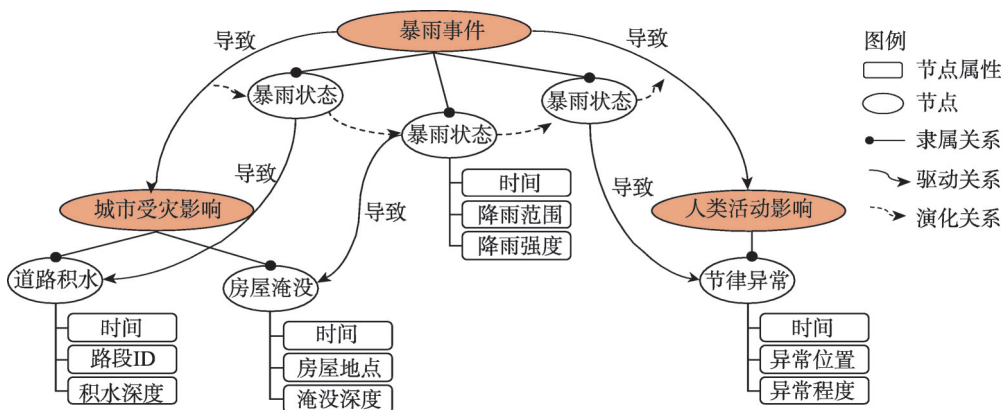 暴雨事件
导致
导致
暴雨状态
暴雨状态
暴雨状态
导致
导致
导致
时间
降雨范围
降雨强度
城市受灾影响
人类活动影响
道路积水
房屋淹没
节律异常
时间
路段ID
积水深度
时间
房屋地点
淹没深度
时间
异常位置
异常程度
图例
节点属性
节点
隶属关系
驱动关系
演化关系